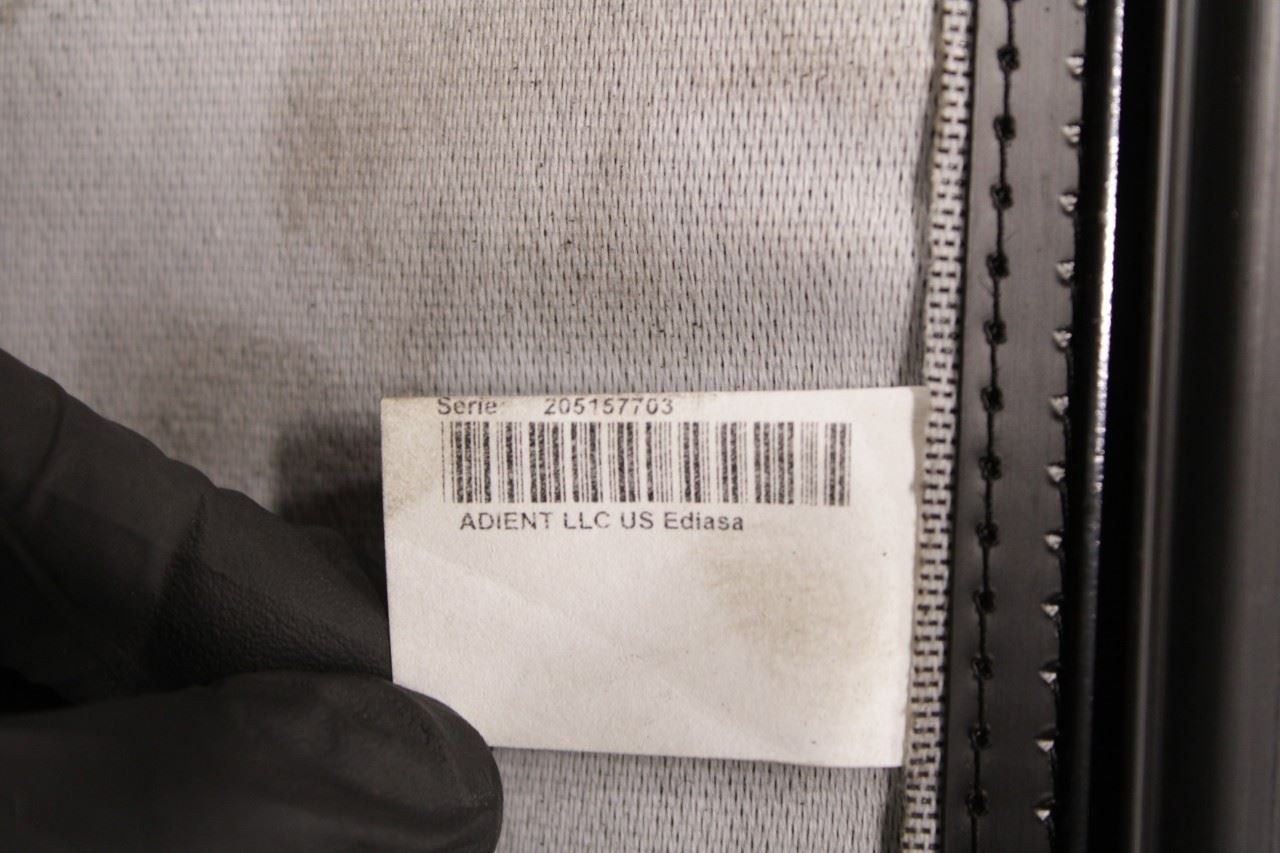 Serie 205157703
ADIENT LLC US Ediasa